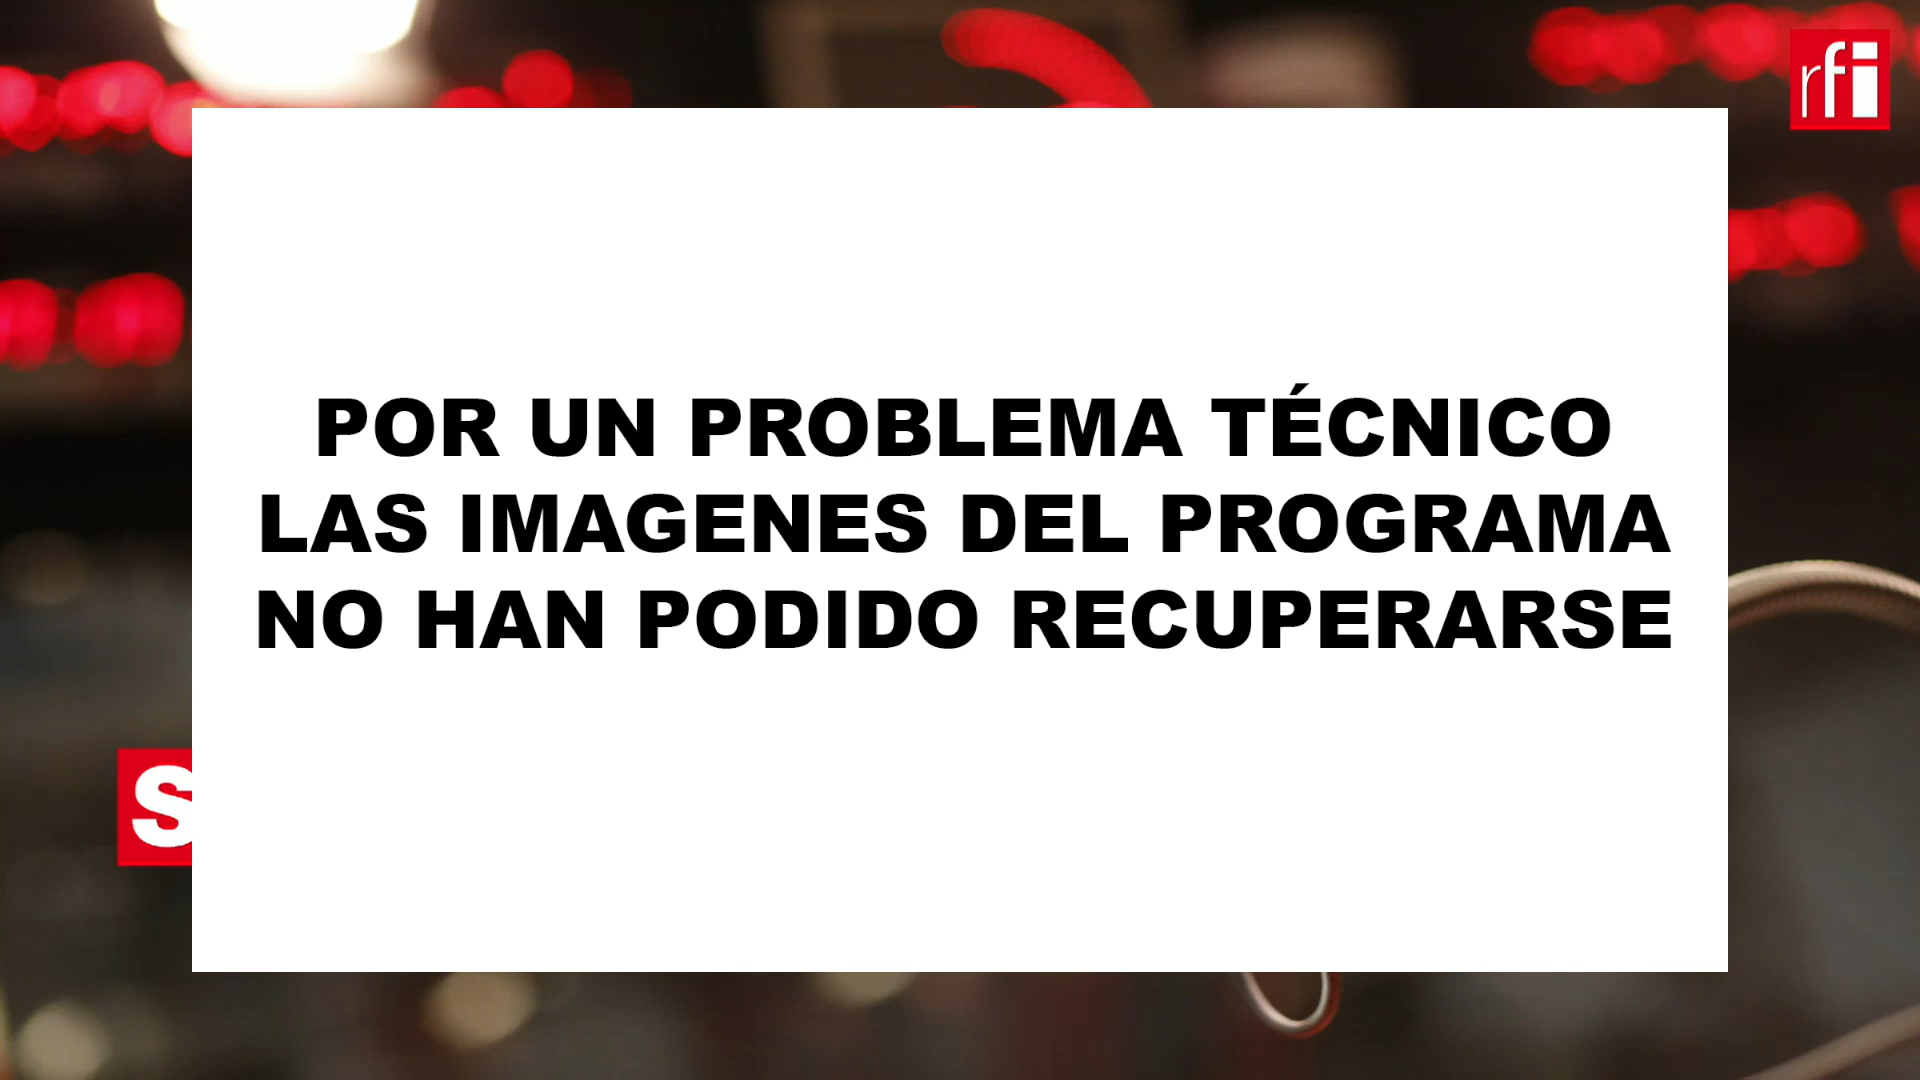 rfi
POR UN PROBLEMA TÉCNICO
LAS IMAGENES DEL PROGRAMA
NO HAN PODIDO RECUPERARSE
S